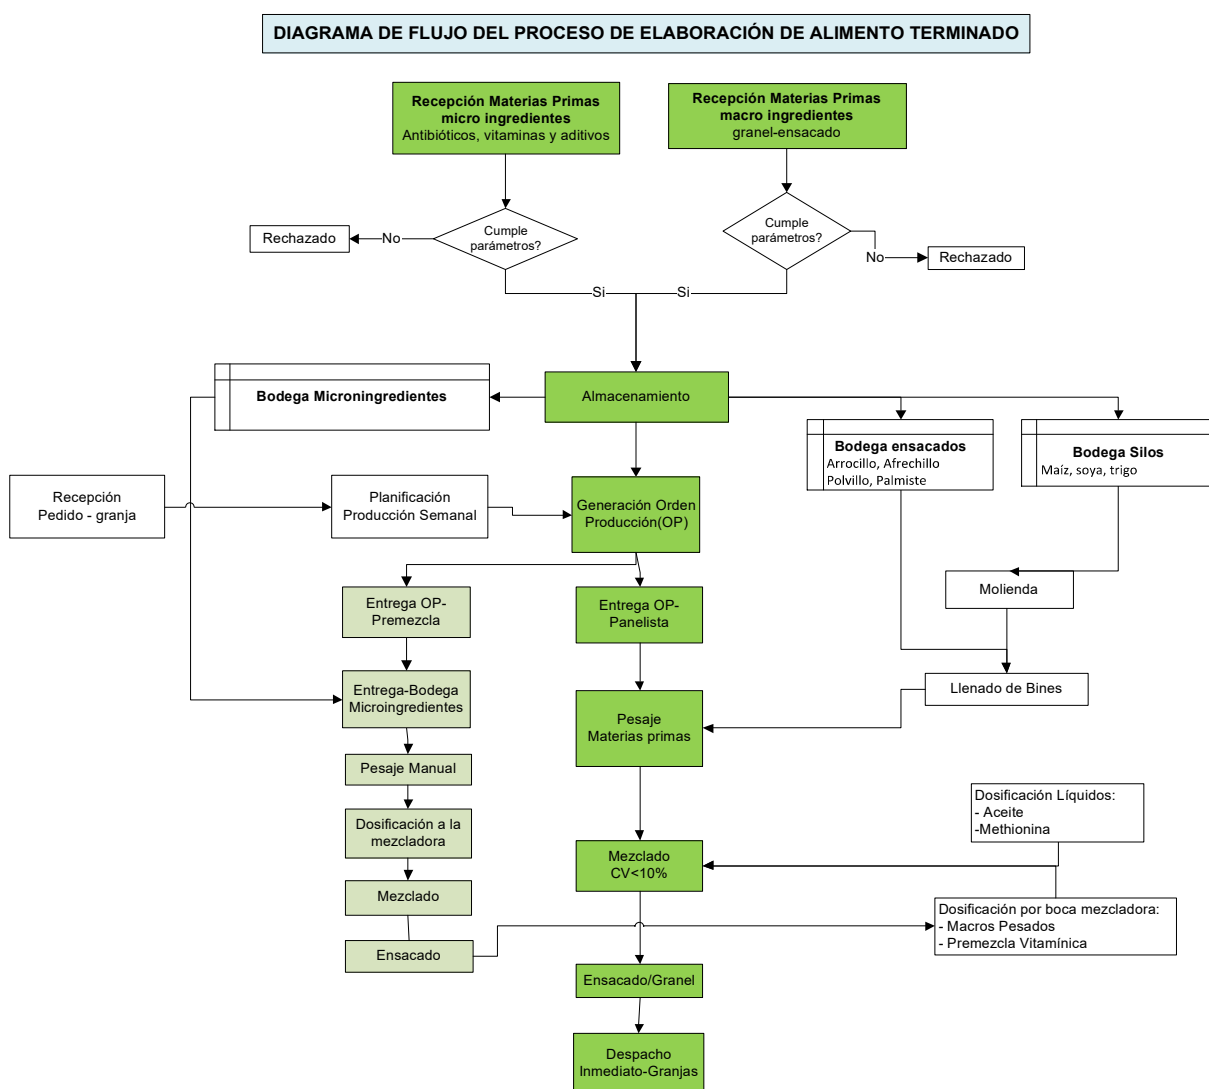 DIAGRAMA DE FLUJO DEL PROCESO DE ELABORACIÓN DE ALIMENTO TERMINADO
Recepción Materias Primas
micro ingredientes
Antibióticos, vitaminas y aditivos
Recepción Materias Primas
macro ingredientes
granel-ensacado
Cumple
parámetros?
No
Rechazado
Cumple
parámetros?
No
Rechazado
Si
Si
Almacenamiento
Bodega Microningredientes
Bodega ensacados
Arrocillo, Afrechillo
Polvillo, Palmiste
Bodega Silos
Maíz, soya, trigo
Recepción
Pedido - granja
Planificación
Producción Semanal
Generación Orden
Producción(OP)
Molienda
Entrega OP-
Premezcla
Entrega OP-
Panelista
Entrega-Bodega
Microingredientes
Llenado de Bines
Pesaje
Materias primas
Pesaje Manual
Dosificación a la
mezcladora
Dosificación Líquidos:
- Aceite
-Methionina
Mezclado
CV<10%
Mezclado
Dosificación por boca mezcladora:
- Macros Pesados
- Premezcla Vitamínica
Ensacado
Ensacado/Granel
Despacho
Inmediato-Granjas